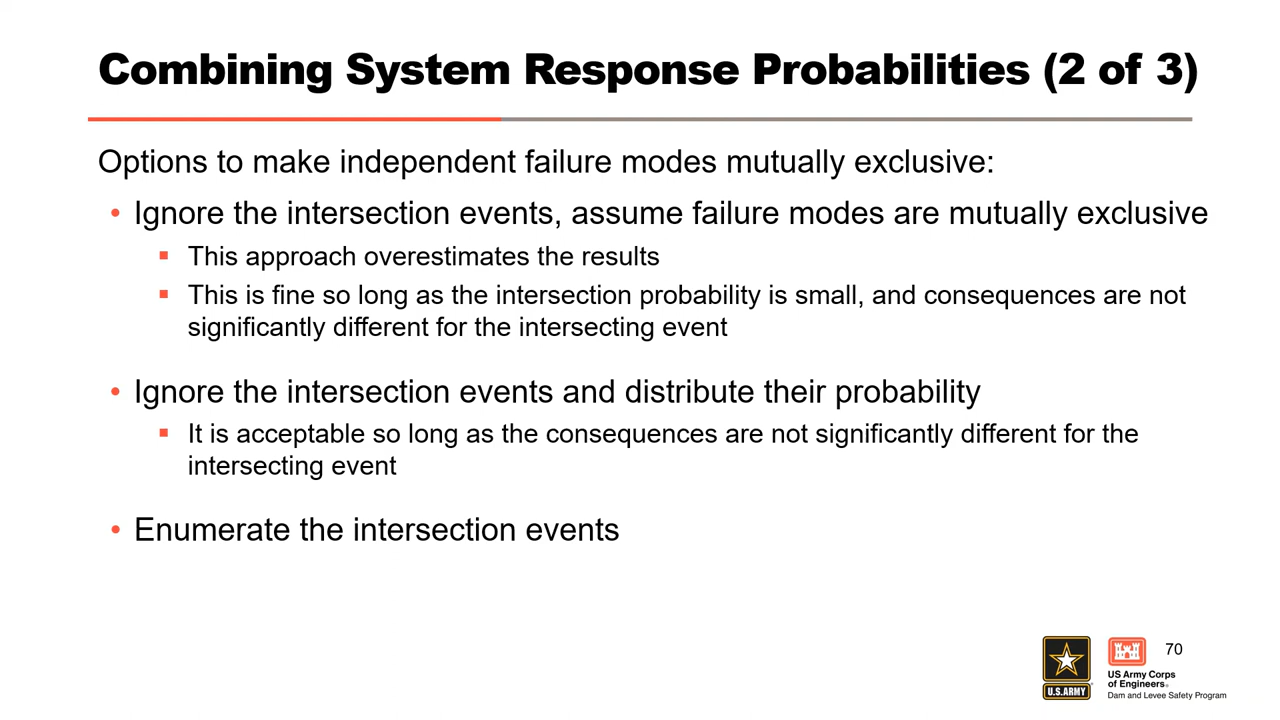 Combining System Response Probabilities (2 of 3)
Options to make independent failure modes mutually exclusive:
• Ignore the intersection events, assume failure modes are mutually exclusive
▪ This approach overestimates the results
▪ This is fine so long as the intersection probability is small, and consequences are not
significantly different for the intersecting event
• Ignore the intersection events and distribute their probability
▪ It is acceptable so long as the consequences are not significantly different for the
intersecting event
• Enumerate the intersection events
70
U.S.ARMY
US Army Corps
of Engineers®
Dam and Levee Safety Program